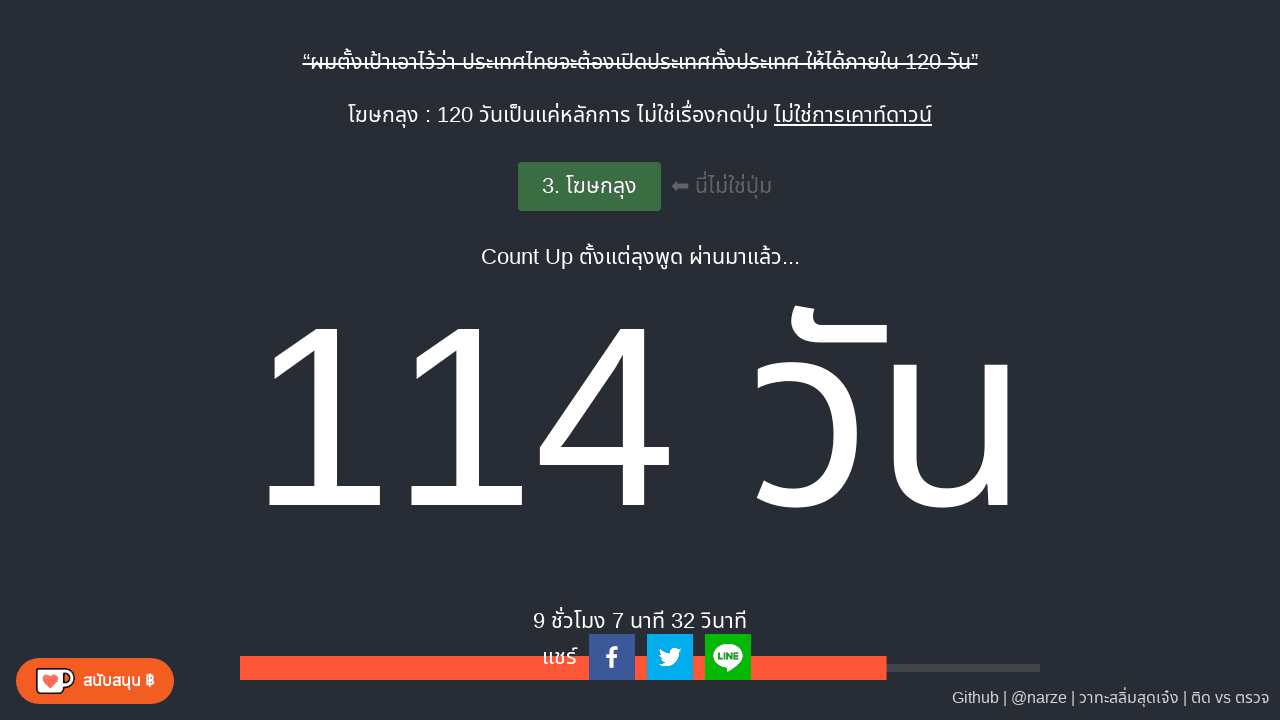 “ผมตั้งเป้าเอาไว้ว่า ประเทศไทยจะต้องเปิดประเทศทั้งประเทศ ให้ได้ภายใน 120 วัน”
โฆษกลุง : 120 วันเป็นแค่หลักการ ไม่ใช่เรื่องกดปุ่ม ไม่ใช่การเคาท์ดาวน์
3. โฆษกลุง ⬅ นี่ไม่ใช่ปุ่ม
Count Up ตั้งแต่ลุงพูด ผ่านมาแล้ว...
114 วัน
9 ชั่วโมง 7 นาที 32 วินาที
แชร์ LINE
สนับสนุน ฿
Github | @narze | วาทะสลิ่มสุดเจ๋ง | ติด vs ตรวจ